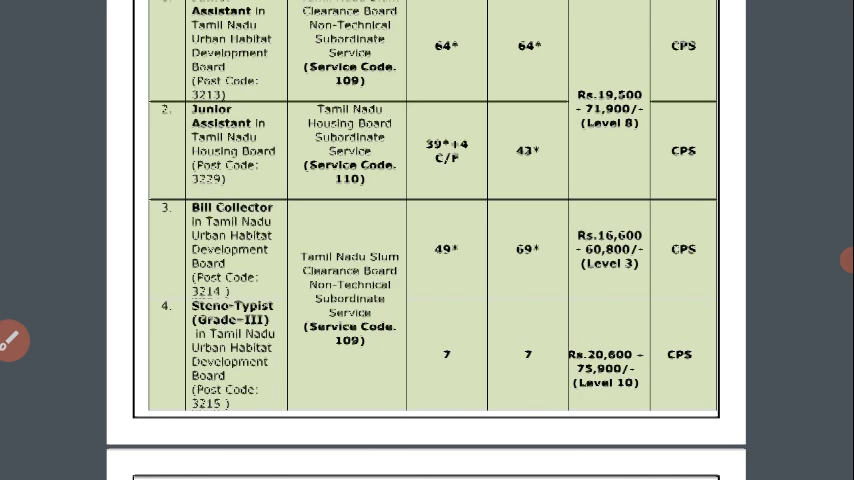 Assistant in
Tamil Nadu
Urban Habitat
Development
Board
(Post Code:
3213)
Clearance Board
Non-Technical
Subordinate
Service
(Service Code.
109)
64*
64*
Rs.19,500
- 71,900/-
(Level 8)
CPS
2.
Junior
Assistant in
Tamil Nadu
Housing Board
(Post Code:
3229)
Tamil Nadu
Housing Board
Subordinate
Service
(Service Code.
110)
39*+4
C/F
43*
CPS
3.
Bill Collector
in Tamil Nadu
Urban Habitat
Development
Board
(Post Code:
3214 )
Tamil Nadu Slum
Clearance Board
Non-Technical
Subordinate
Service
(Service Code.
109)
49*
69*
Rs.16,600
- 60,800/-
(Level 3)
CPS
4.
Steno-Typist
(Grade-III)
in Tamil Nadu
Urban Habitat
Development
Board
(Post Code:
3215 )
7
7
Rs.20,600 -
75,900/-
(Level 10)
CPS